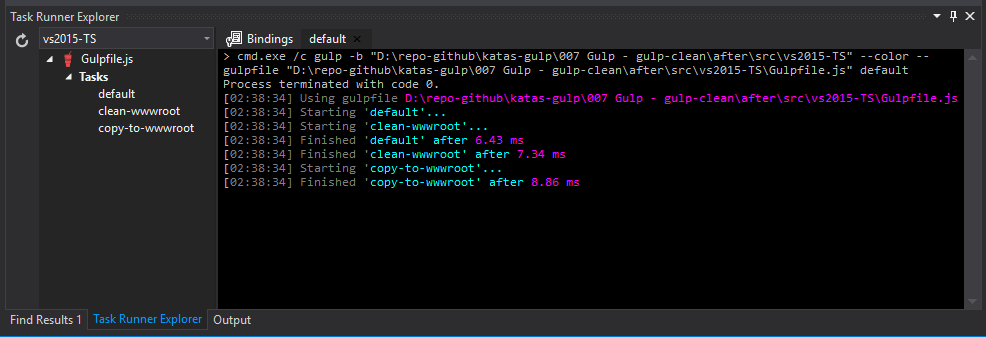 Task Runner Explorer
vs2015-TS
Gulpfile.js
Tasks
default
clean-wwwroot
copy-to-wwwroot
Bindings default
> cmd.exe /c gulp -b "D:\repo-github\katas-gulp\007 Gulp - gulp-clean\after\src\vs2015-TS" --color --
gulpfile "D:\repo-github\katas-gulp\007 Gulp - gulp-clean\after\src\vs2015-TS\Gulpfile.js" default
Process terminated with code 0.
[02:38:34] Using gulpfile D:\repo-github\katas-gulp\007 Gulp - gulp-clean\after\src\vs2015-TS\Gulpfile.js
[02:38:34] Starting 'default'...
[02:38:34] Starting 'clean-wwwroot'...
[02:38:34] Finished 'default' after 6.43 ms
[02:38:34] Finished 'clean-wwwroot' after 7.34 ms
[02:38:34] Starting 'copy-to-wwwroot'...
[02:38:34] Finished 'copy-to-wwwroot' after 8.86 ms
Find Results 1 Task Runner Explorer Output